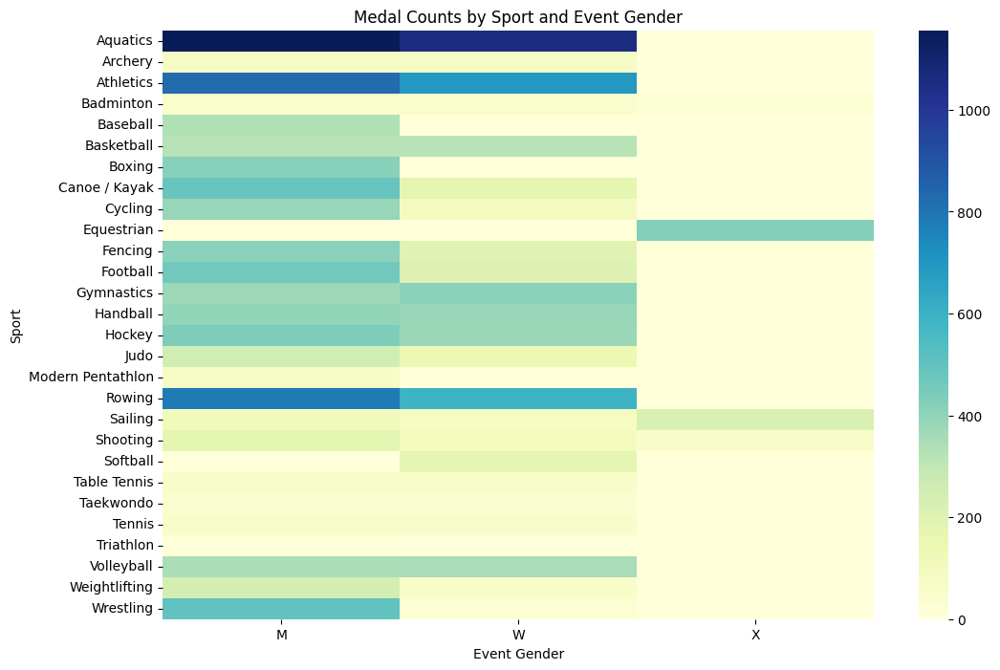 Medal Counts by Sport and Event Gender
Aquatics
Archery
Athletics
Badminton
Baseball
Basketball
Boxing
Canoe / Kayak
Cycling
Equestrian
Fencing
Football
Gymnastics
Handball
Hockey
Judo
Modern Pentathlon
Rowing
Sailing
Shooting
Softball
Table Tennis
Taekwondo
Tennis
Triathlon
Volleyball
Weightlifting
Wrestling
Sport
M
W
X
Event Gender
1000
800
600
400
200
0